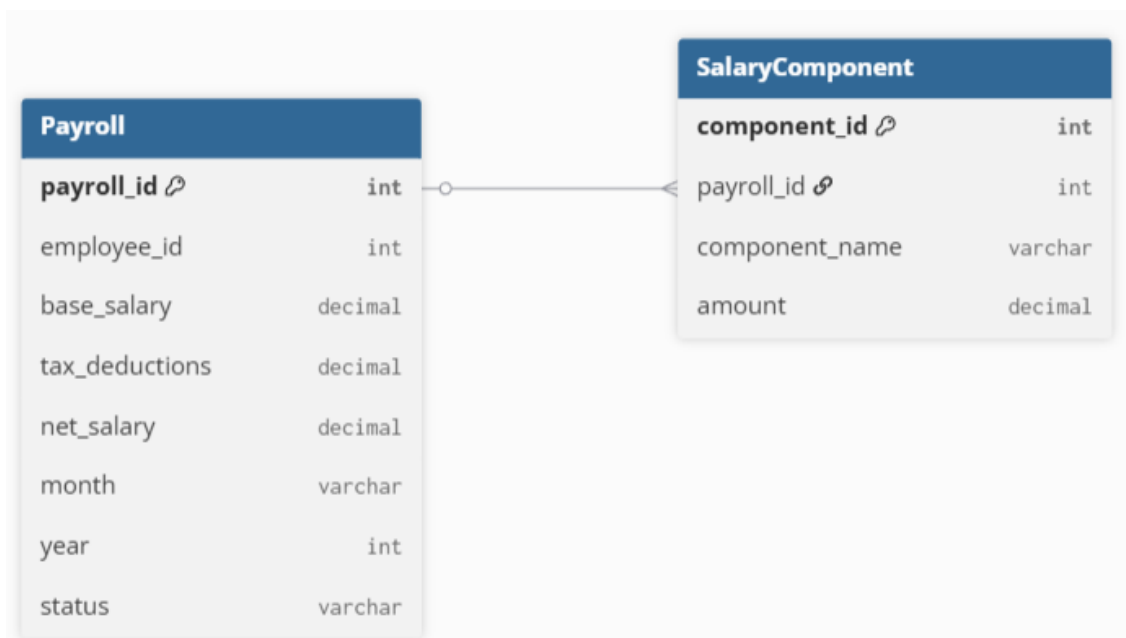 Payroll
payroll_id int
employee_id int
base_salary decimal
tax_deductions decimal
net_salary decimal
month varchar
year int
status varchar
SalaryComponent
component_id int
payroll_id int
component_name varchar
amount decimal